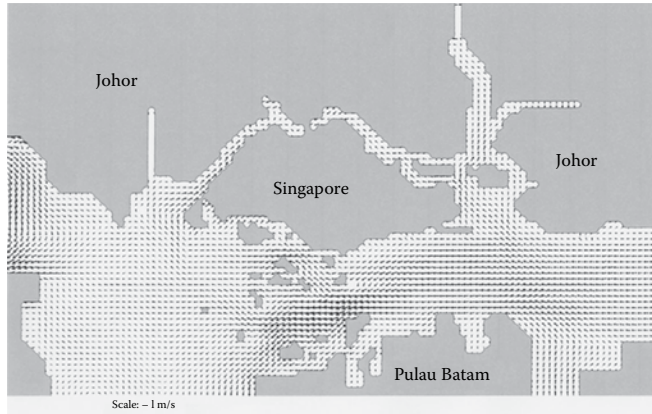 Johor
Johor
Singapore
Pulau Batam
Scale: – 1 m/s